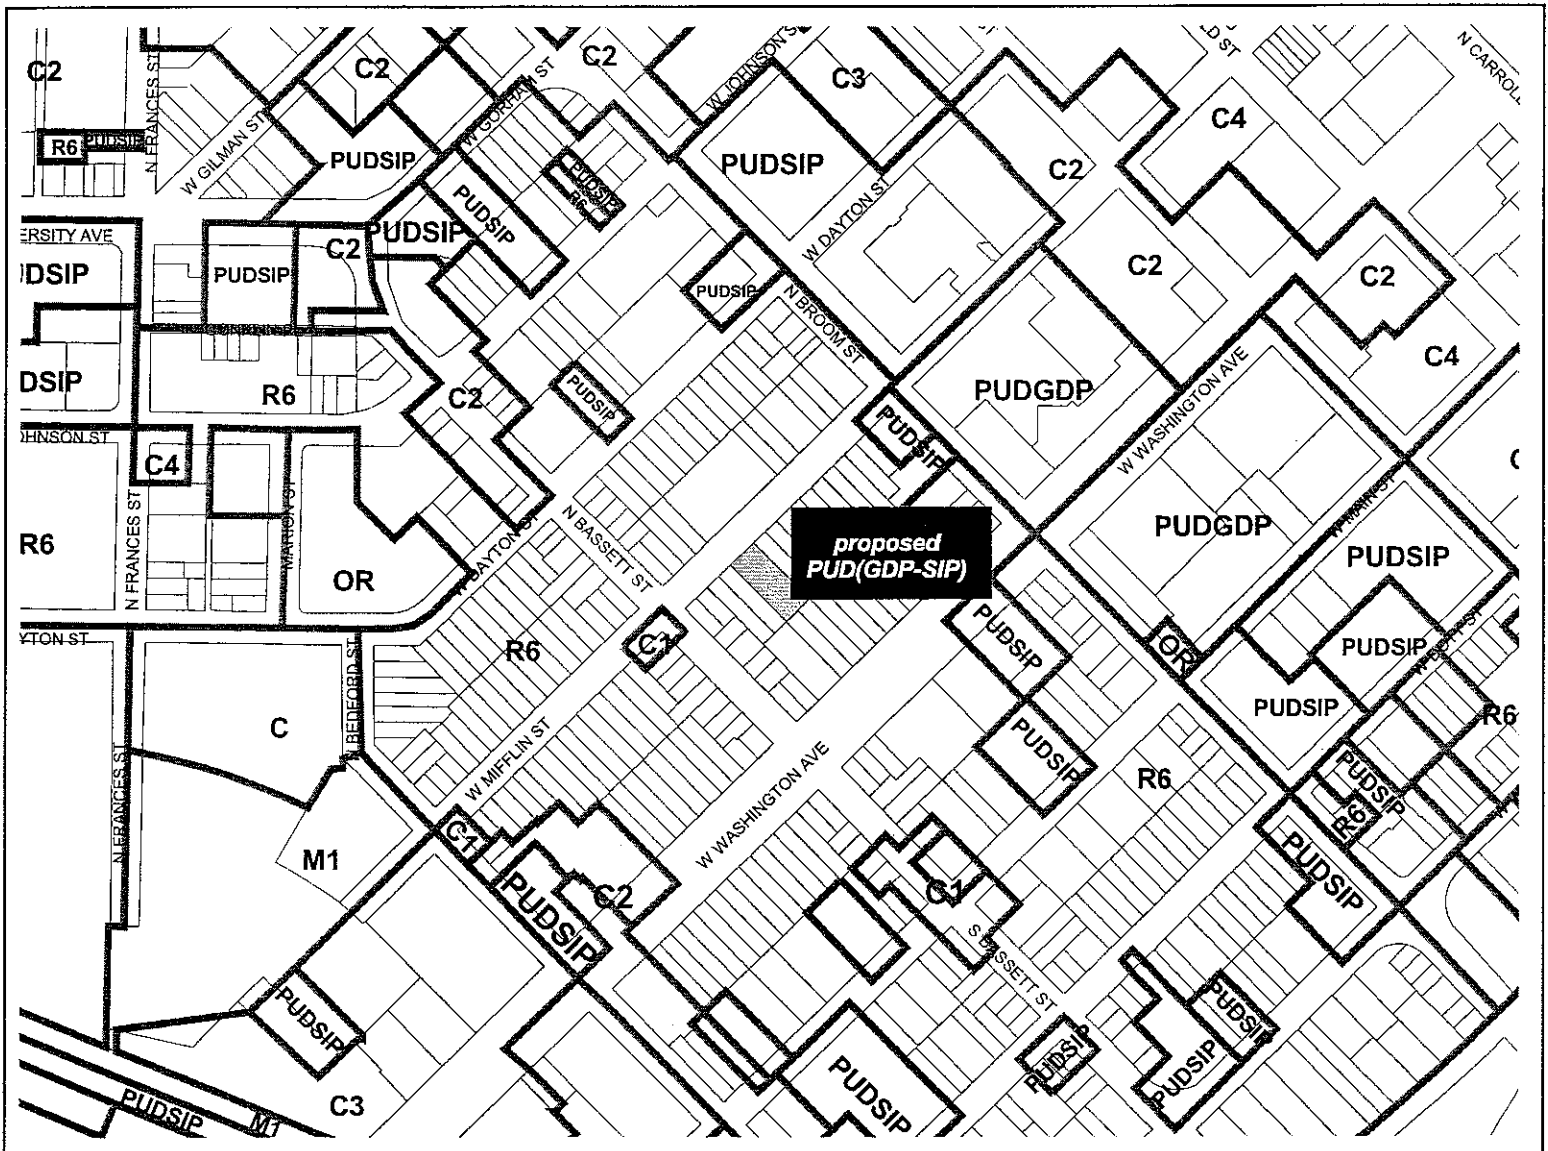 C2
C2
C2
W JOHNSON S
C3
N CARROLL
C4
N FRANCES ST
W GILMAN ST
W GORHAM ST
R6
PUDSIP
PUDSIP
PUDSIP
R6
PUDSIP
C2
W DAYTON ST
PUDSIP
PUDSIP
ERSITY AVE
C2
UDSIP
PUDSIP
PUDSIP
N BROOM ST
C2
C2
C4
DSIP
R6
C2
PUDSIP
PUDSIP
PUDGDP
W WASHINGTON AVE
OHNSON ST
C4
MARION ST
N FRANCES ST
R6
OR
W DAYTON ST
N BASSETT ST
proposed
PUD(GDP-SIP)
PUDGDP
W MAIN ST
PUDSIP
YTON ST
N BEDFORD ST
R6
C1
PUDSIP
OR
PUDSIP
PUDSIP
R6
C
N FRANCES ST
W MIFFLIN ST
W WASHINGTON AVE
PUDSIP
R6
PUDSIP
R6
C1
M1
PUDSIP
C2
C1
PUDSIP
S BASSETT ST
PUDSIP
C3
PUDSIP
M1
PUDSIP
PUDSIP
PUDSIP
PUDSIP